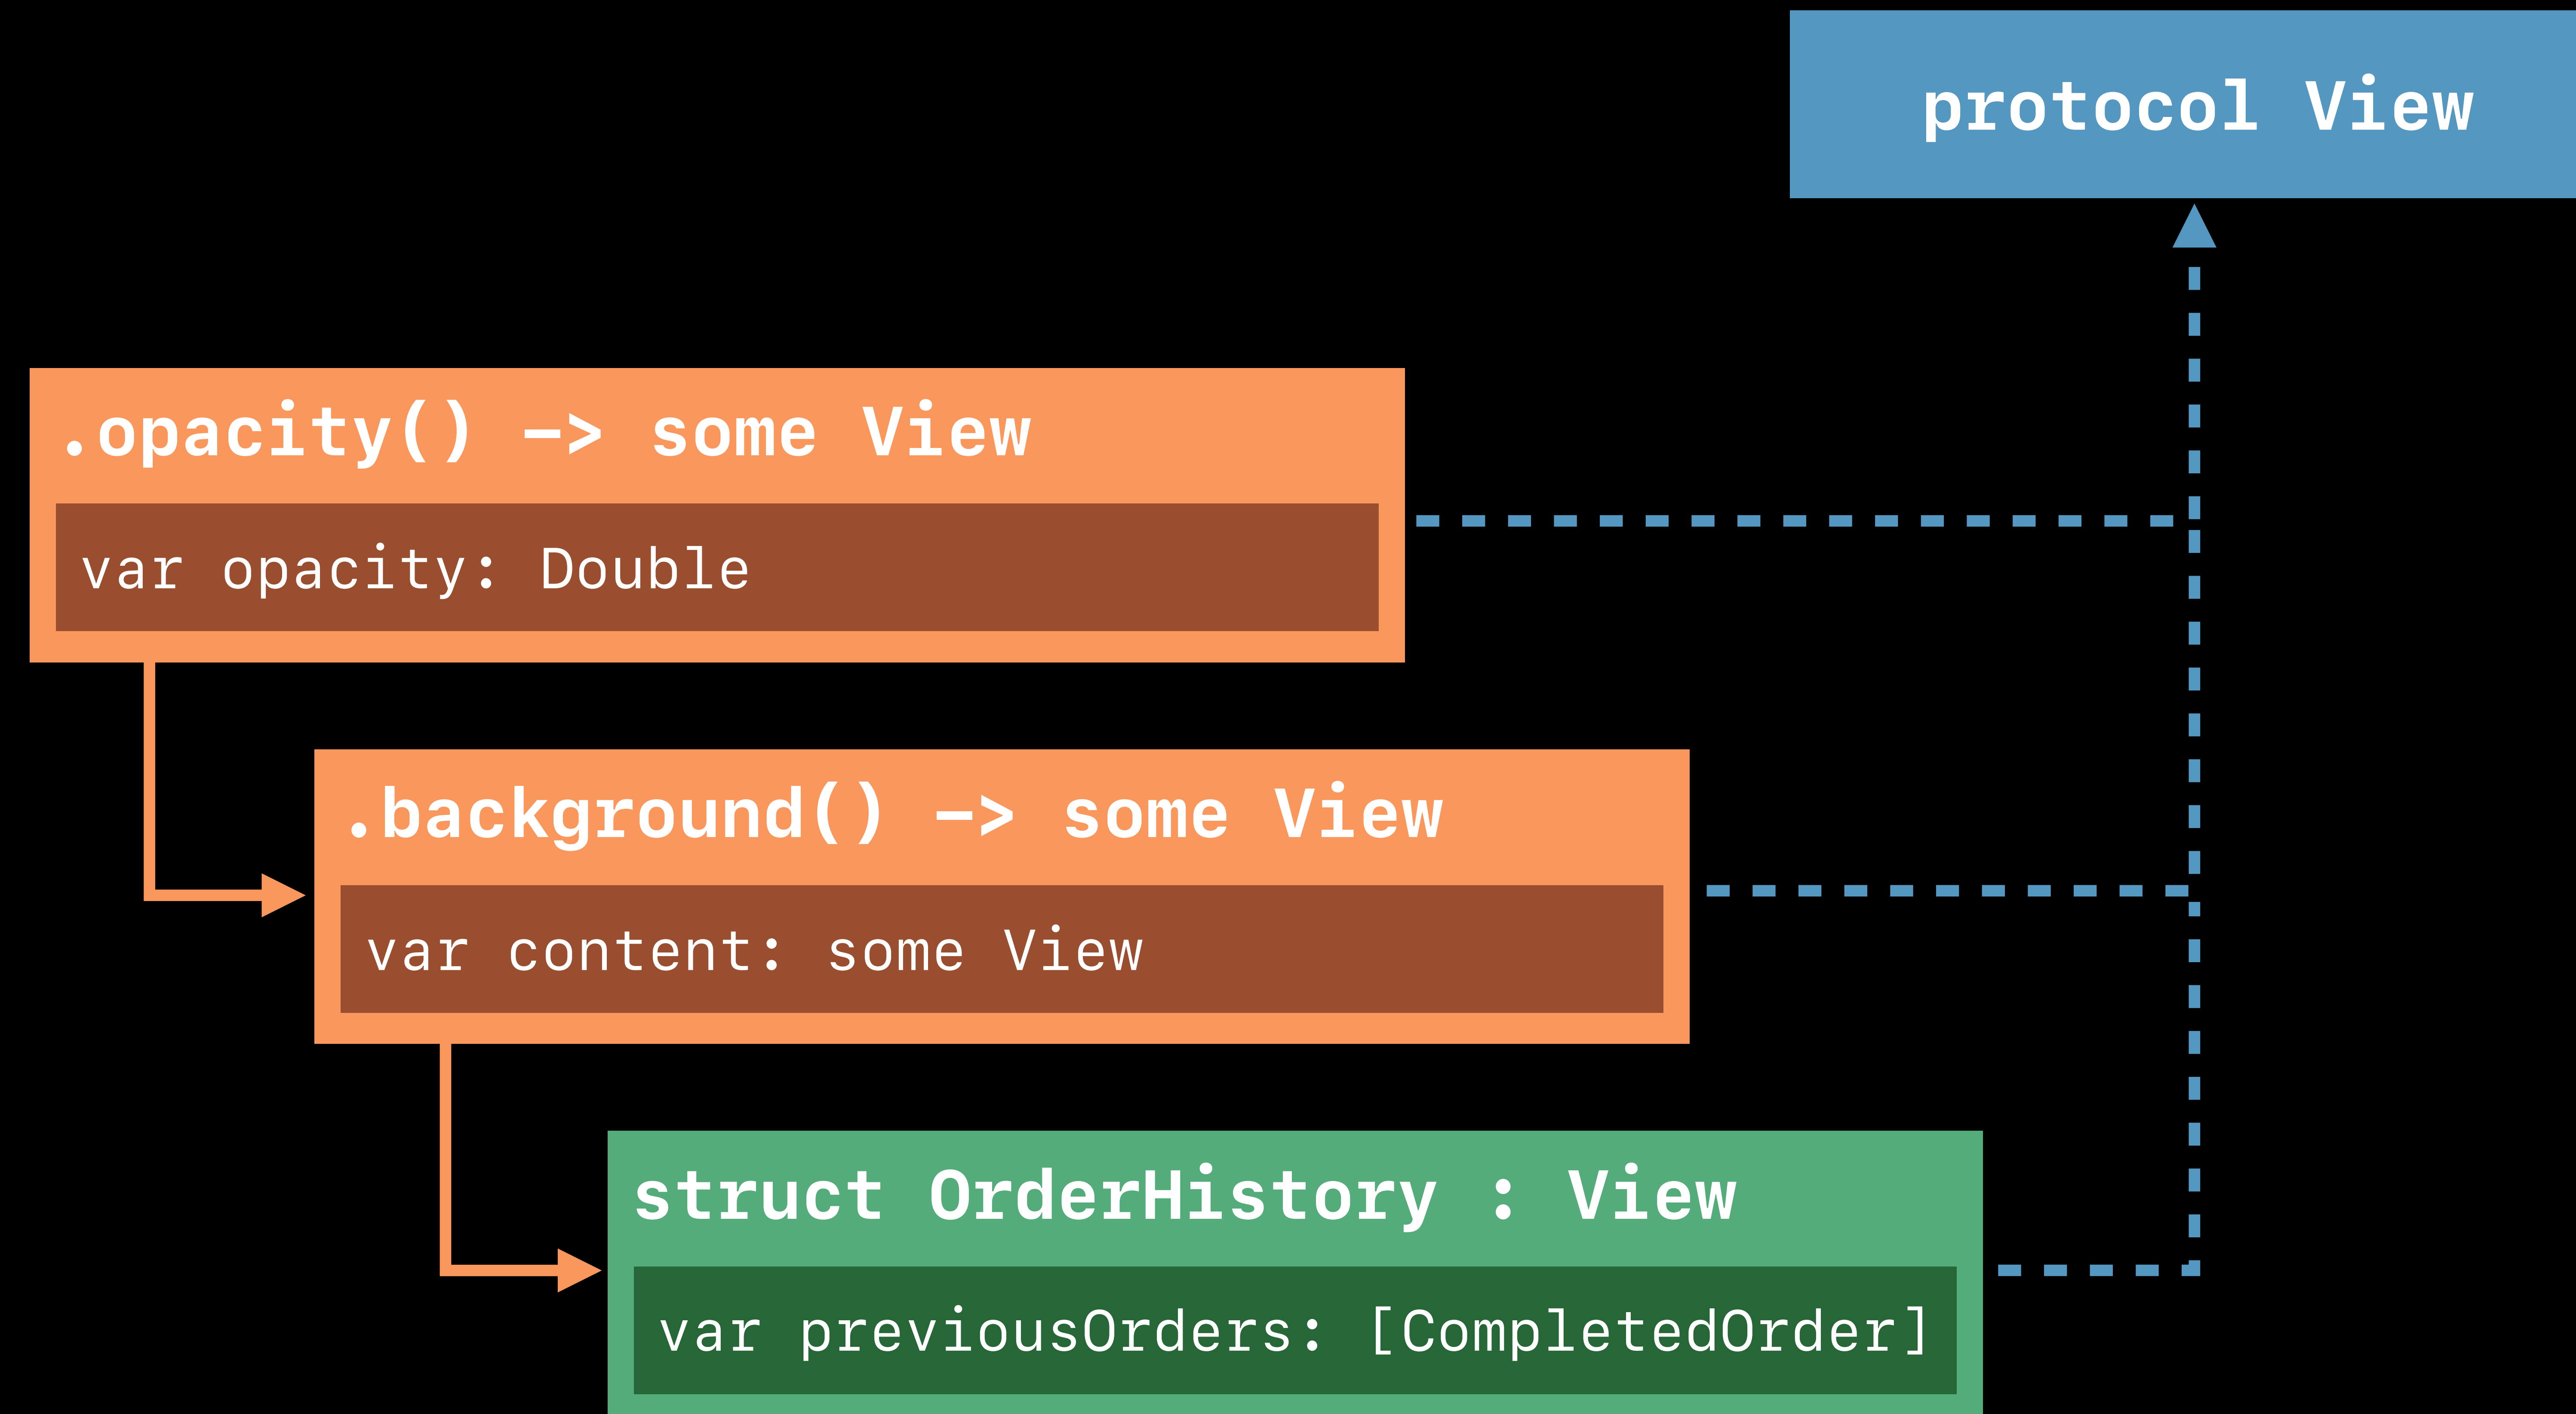 protocol View
.opacity() -> some View
var opacity: Double
.background() -> some View
var content: some View
struct OrderHistory : View
var previousOrders: [CompletedOrder]